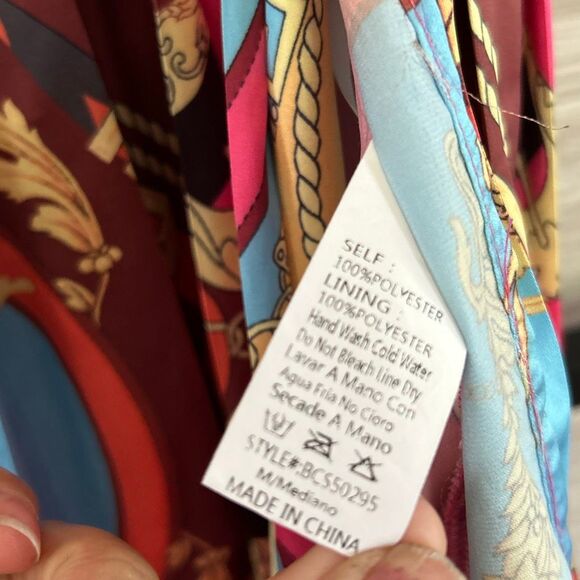 SELF :
100%POLYESTER
LINING :
100%POLYESTER
Hand Wash Cold Water
Do Not Bleach Line Dry
Lavar A Mano Con
Agua Fria No Cloro
Secade A Mano
STYLE#:BCS50295
M/Mediano
MADE IN CHINA